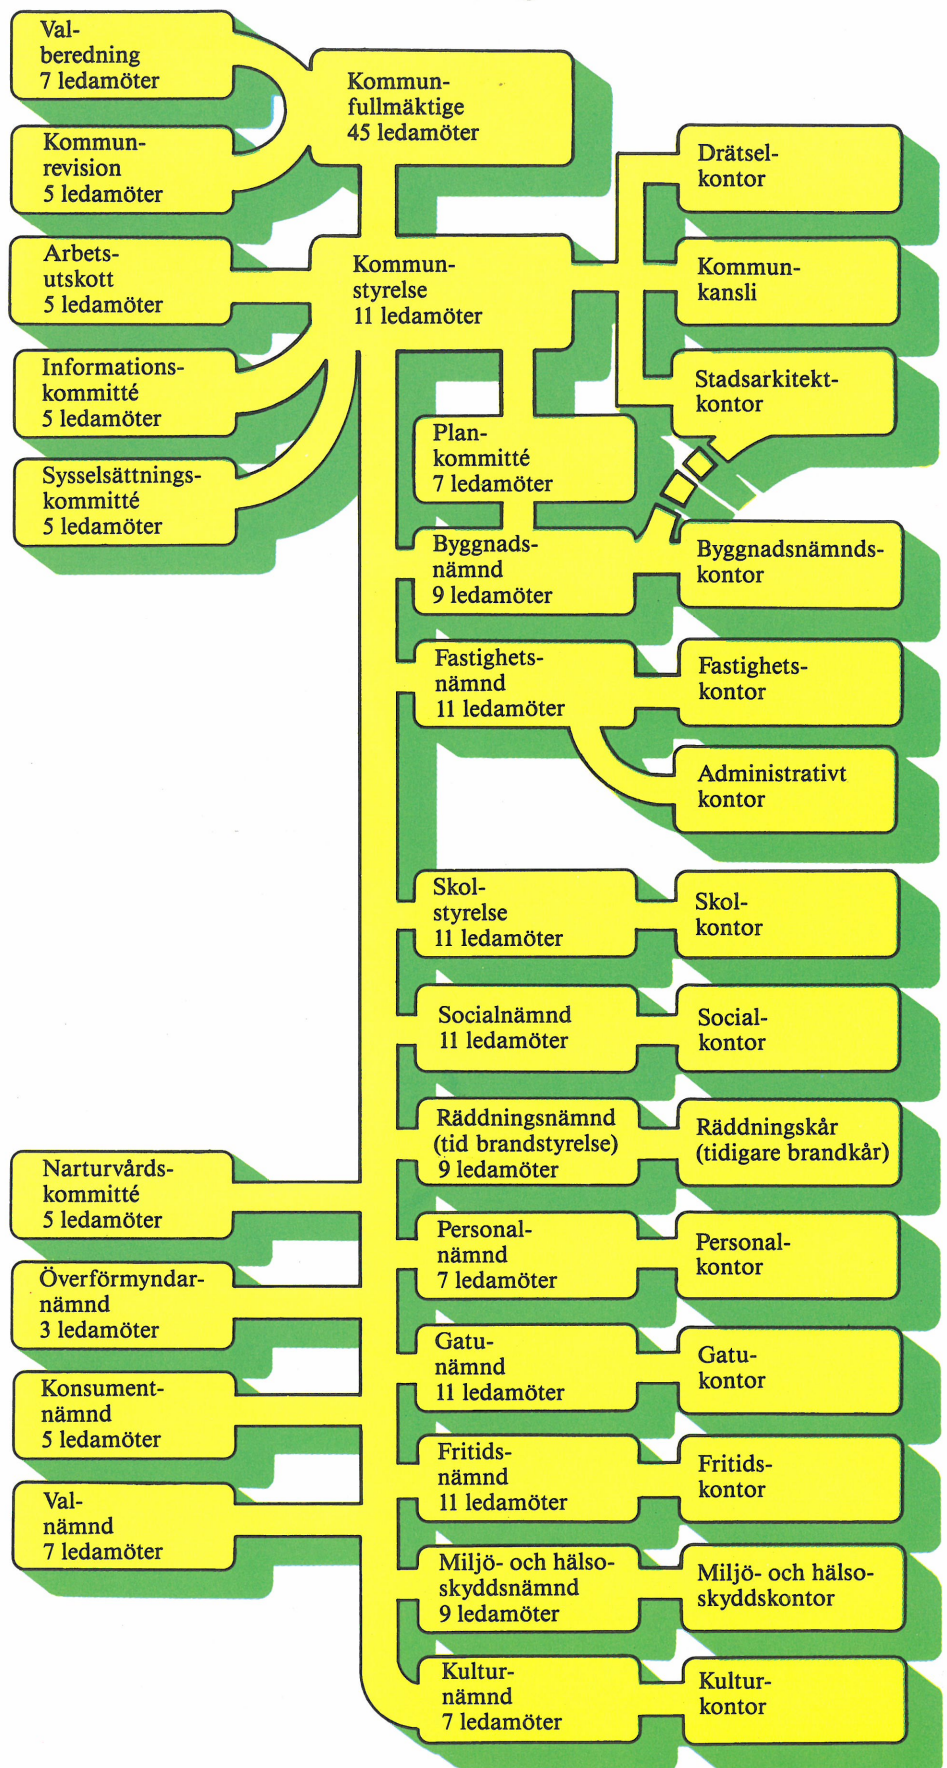 Val-
beredning
7 ledamöter
Kommun-
fullmäktige
45 ledamöter
Kommun-
revision
5 ledamöter
Drätsel-
kontor
Arbets-
utskott
5 ledamöter
Kommun-
styrelse
11 ledamöter
Kommun-
kansli
Informations-
kommitté
5 ledamöter
Stadsarkitekt-
kontor
Plan-
kommitté
7 ledamöter
Sysselsättnings-
kommitté
5 ledamöter
Byggnads-
nämnd
9 ledamöter
Byggnadsnämnds-
kontor
Fastighets-
nämnd
11 ledamöter
Fastighets-
kontor
Administrativt
kontor
Skol-
styrelse
11 ledamöter
Skol-
kontor
Socialnämnd
11 ledamöter
Social-
kontor
Räddningsnämnd
(tid brandstyrelse)
9 ledamöter
Räddningskår
(tidigare brandkår)
Narturvårds-
kommitté
5 ledamöter
Personal-
nämnd
7 ledamöter
Personal-
kontor
Överförmyndar-
nämnd
3 ledamöter
Gatu-
nämnd
11 ledamöter
Gatu-
kontor
Konsument-
nämnd
5 ledamöter
Fritids-
nämnd
11 ledamöter
Fritids-
kontor
Val-
nämnd
7 ledamöter
Miljö- och hälso-
skyddsnämnd
9 ledamöter
Miljö- och hälso-
skyddskontor
Kultur-
nämnd
7 ledamöter
Kultur-
kontor